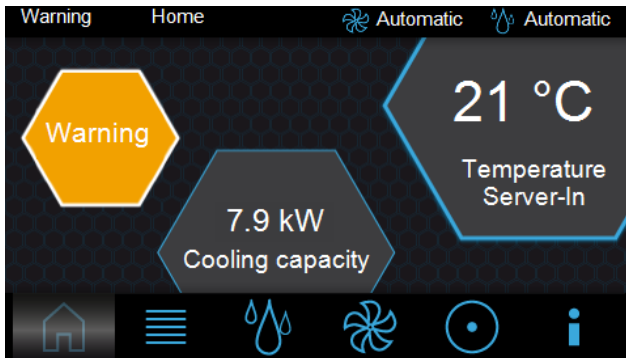 Warning Home Automatic Automatic
Warning
21 °C
Temperature
Server-In
7.9 kW
Cooling capacity